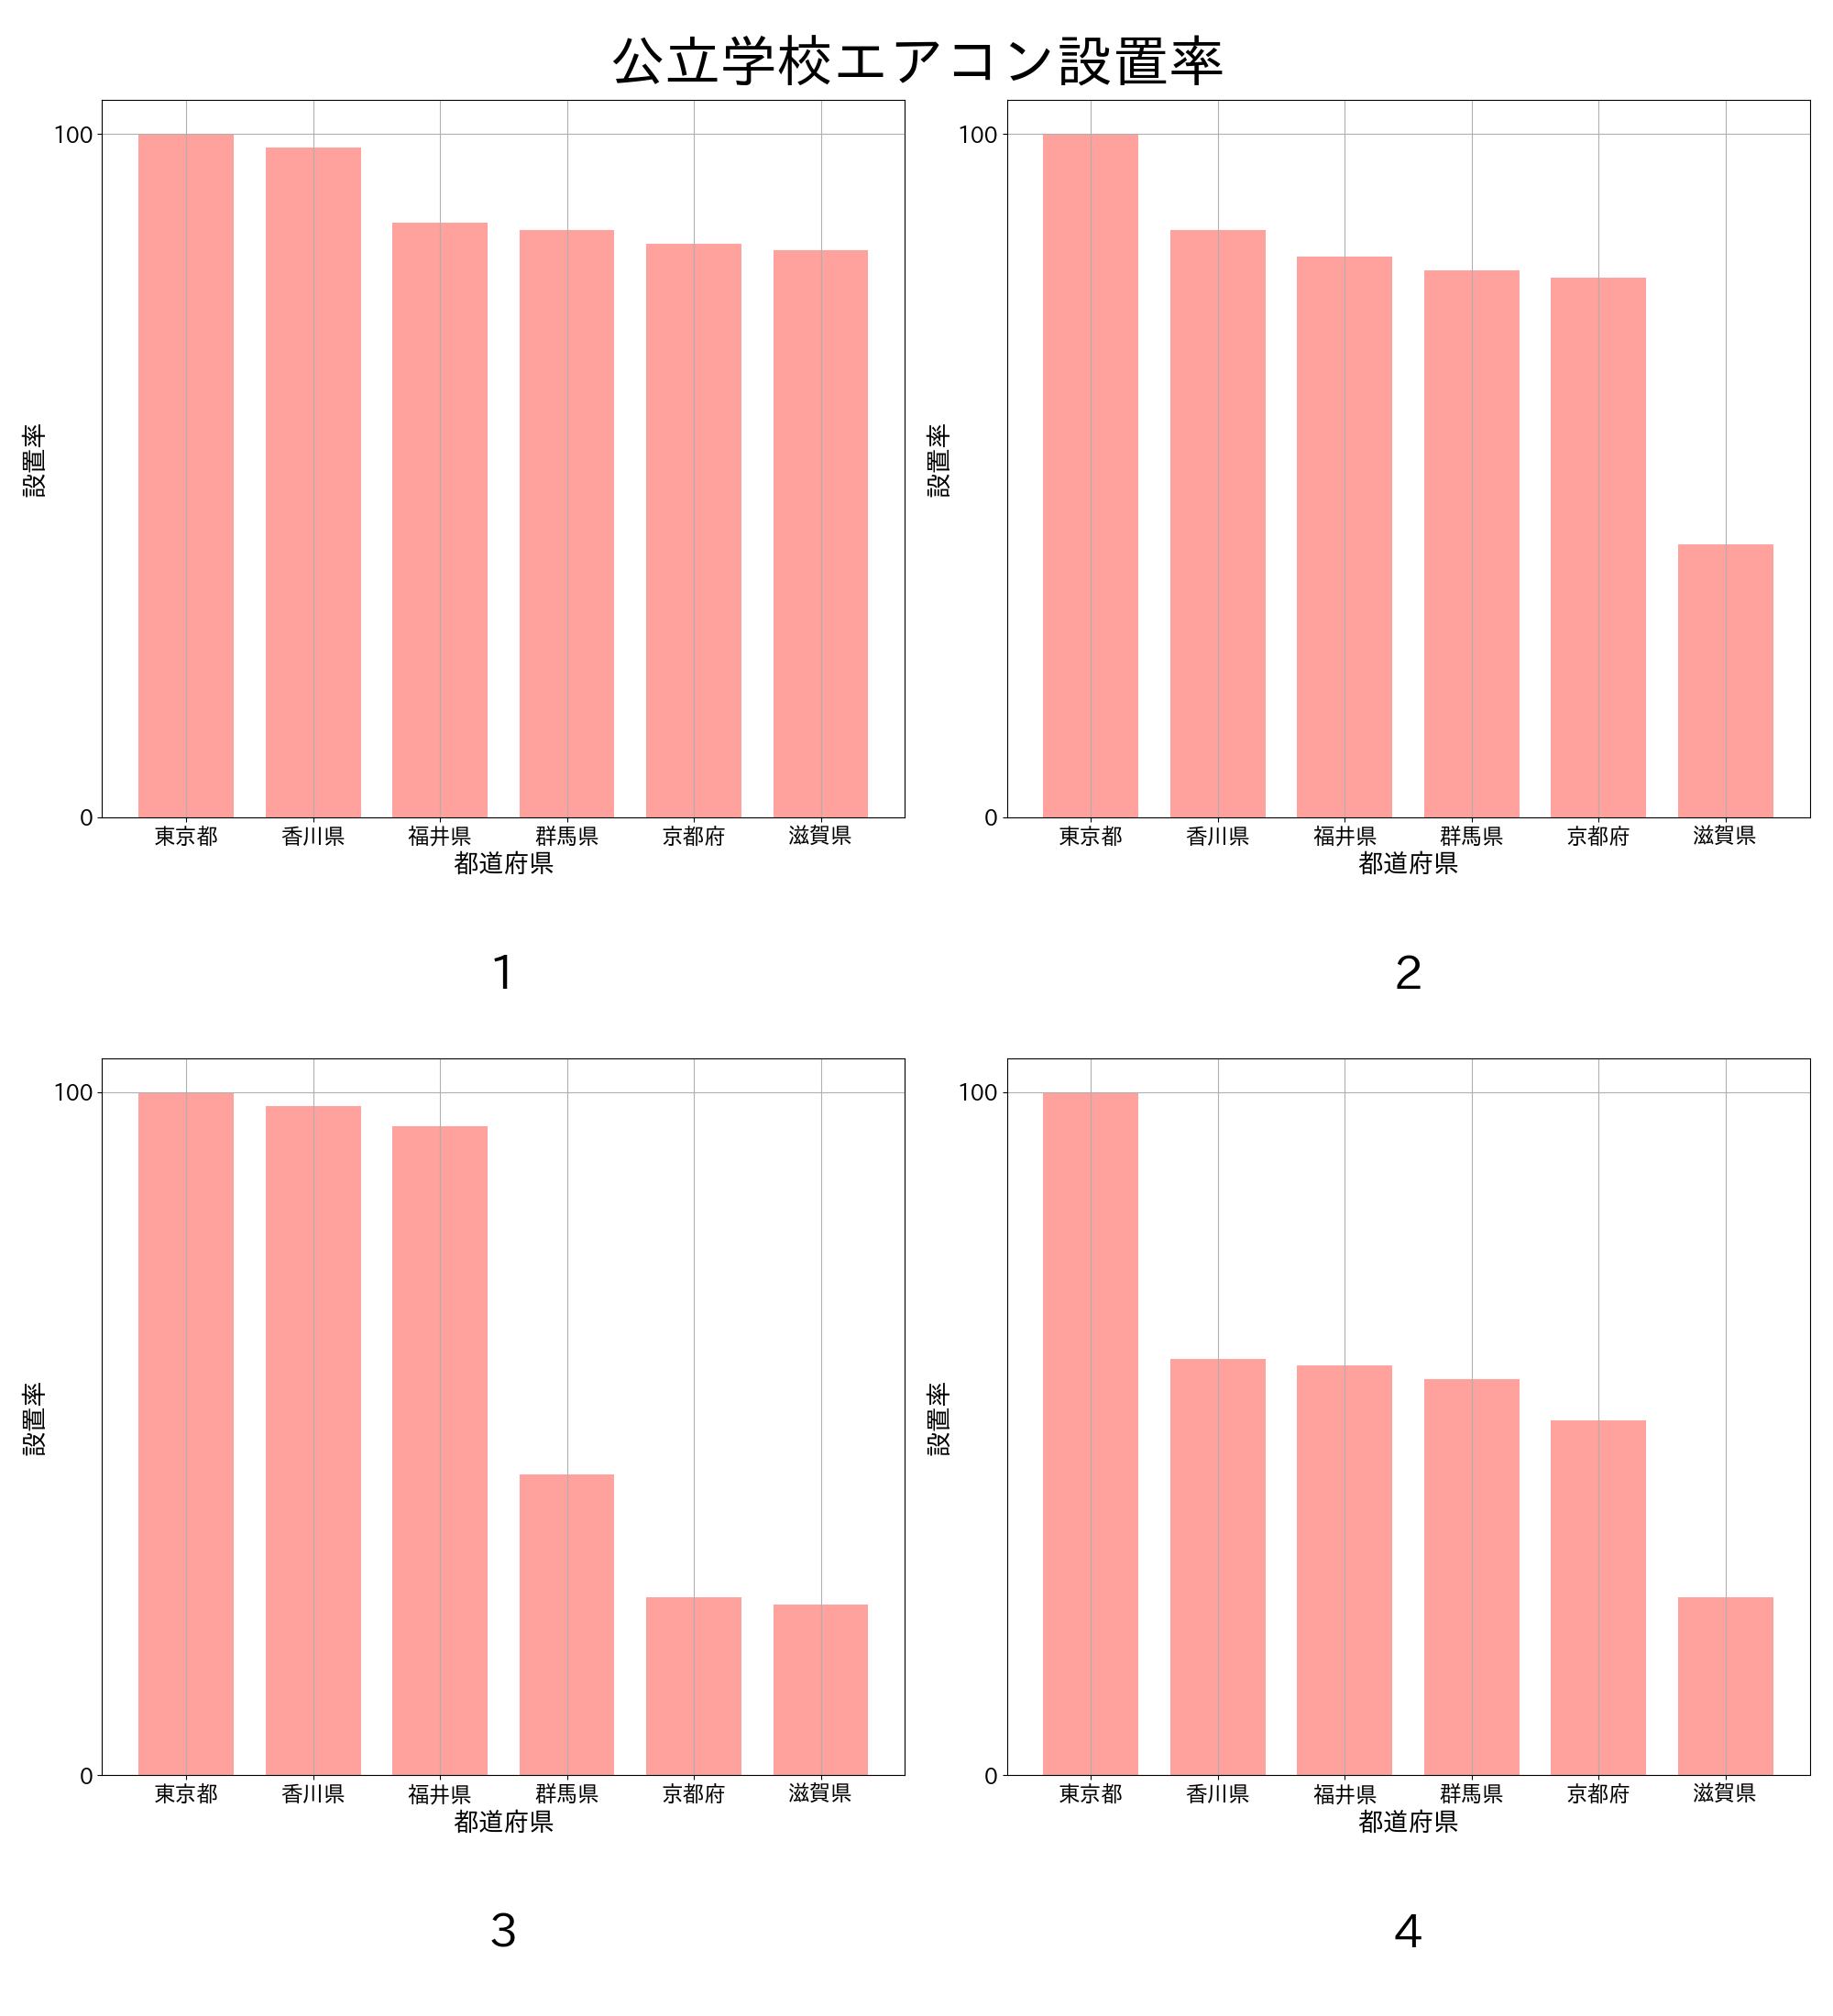 公立学校エアコン設置率
100
0
設置率
東京都 香川県 福井県 群馬県 京都府 滋賀県
都道府県
1
100
0
設置率
東京都 香川県 福井県 群馬県 京都府 滋賀県
都道府県
2
100
0
設置率
東京都 香川県 福井県 群馬県 京都府 滋賀県
都道府県
3
100
0
設置率
東京都 香川県 福井県 群馬県 京都府 滋賀県
都道府県
4